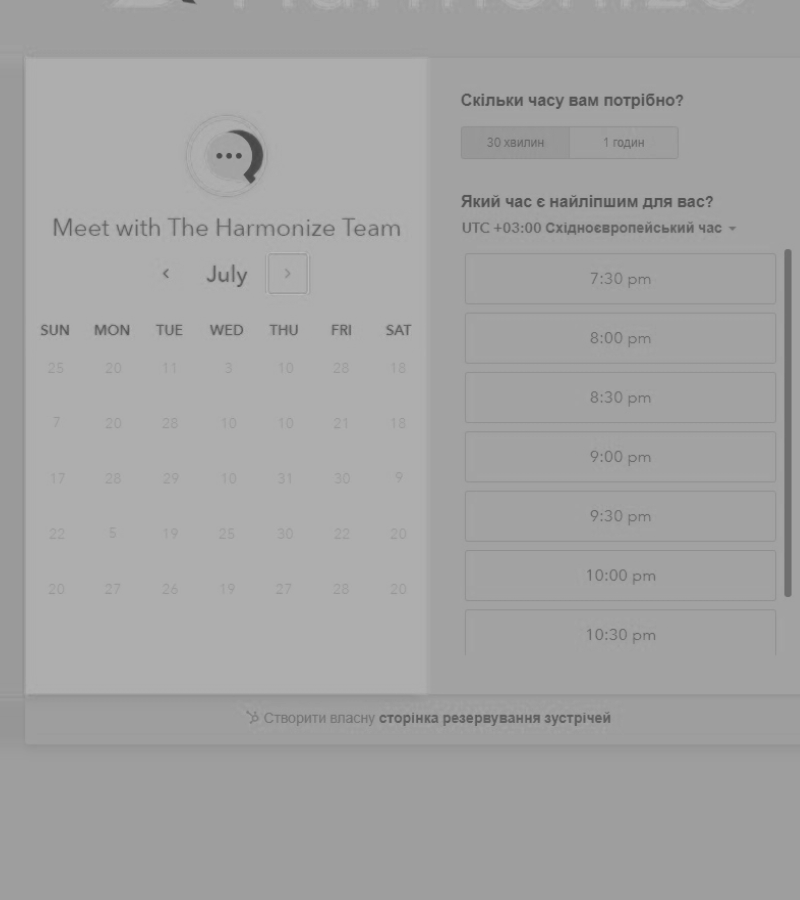 Meet with The Harmonize Team
July
SUN MON TUE WED THU FRI SAT
25 20 11 3 10 28 18
7 20 28 10 10 21 18
17 28 29 10 31 30 9
22 5 19 25 30 22 20
20 27 26 19 27 28 20
Скільки часу вам потрібно?
30 хвилин 1 годин
Який час є найліпшим для вас?
UTC +03:00 Східноєвропейський час
7:30 pm
8:00 pm
8:30 pm
9:00 pm
9:30 pm
10:00 pm
10:30 pm
Створити власну сторінка резервування зустрічей